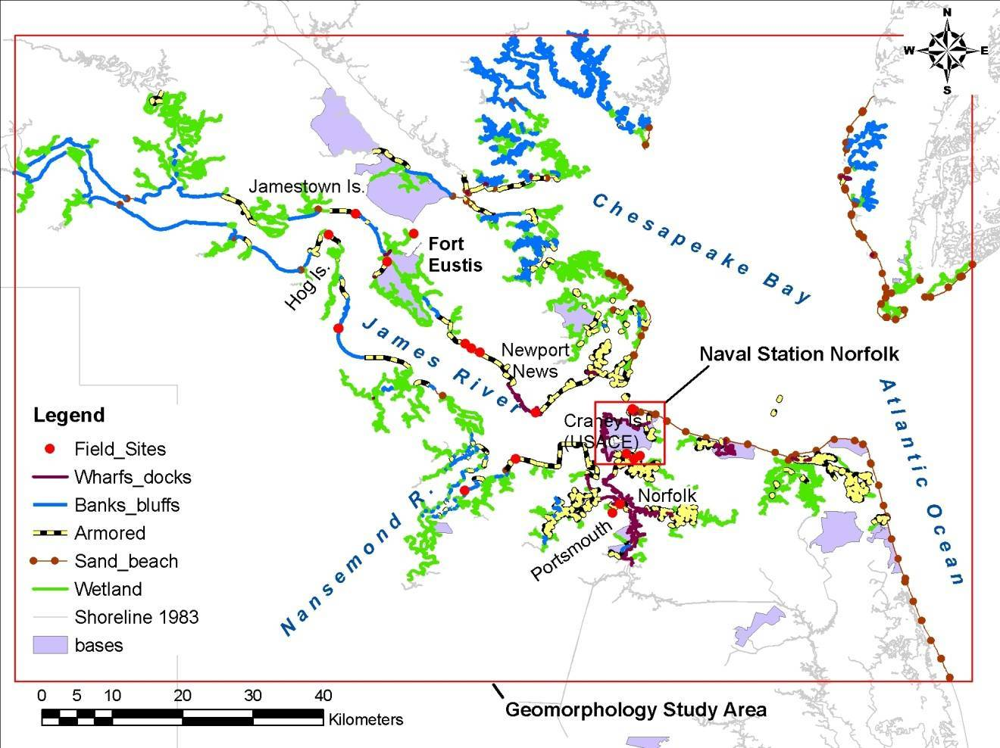 N
W E
S
Jamestown Is.
Chesapeake Bay
Fort
Eustis
Hog Is.
James River
Newport
News
Naval Station Norfolk
Atlantic Ocean
Craney Is.
(USACE)
Legend
Field_Sites
Wharfs_docks
Banks_bluffs
Armored
Sand_beach
Wetland
Shoreline 1983
bases
Nansemond R.
Norfolk
Portsmouth
0 5 10 20 30 40
Kilometers
Geomorphology Study Area